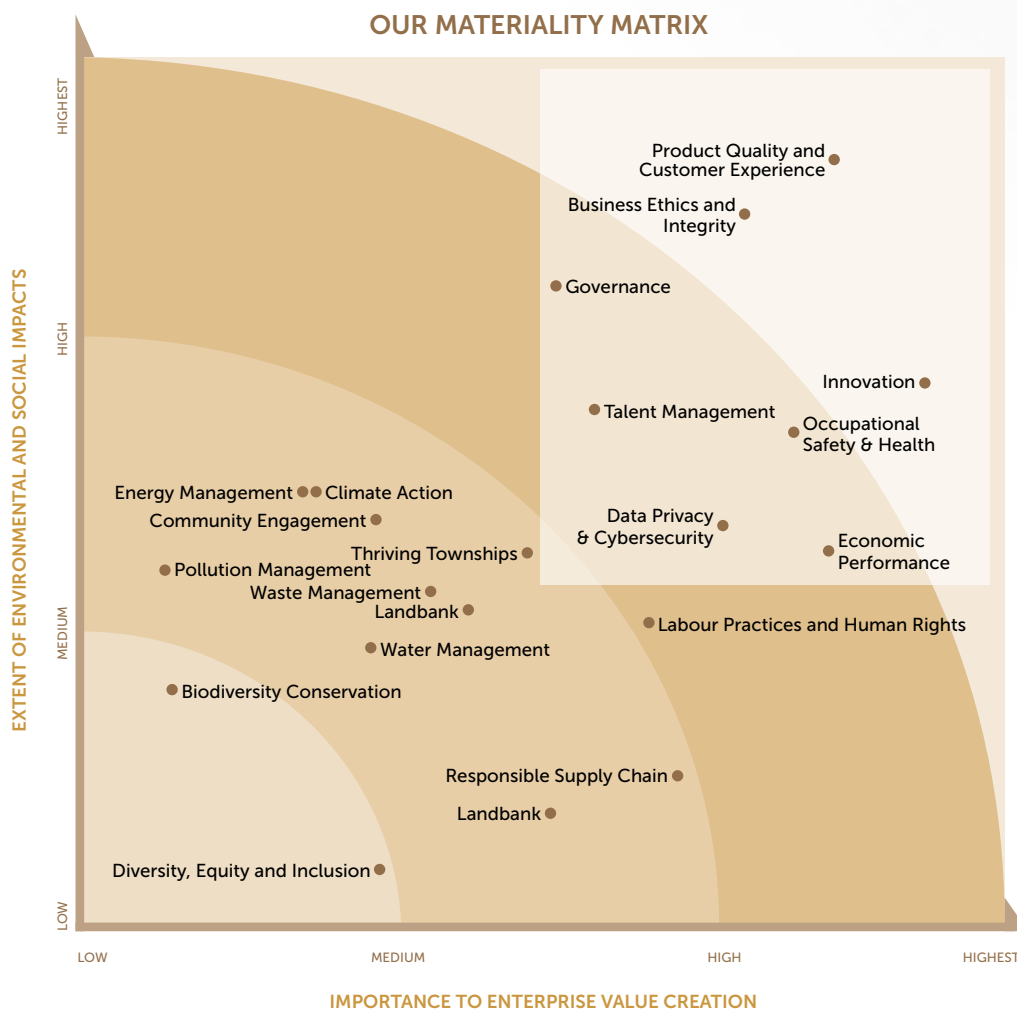 OUR MATERIALITY MATRIX
EXTENT OF ENVIRONMENTAL AND SOCIAL IMPACTS
HIGHEST
HIGH
MEDIUM
LOW
Product Quality and
Customer Experience
Business Ethics and
Integrity
Governance
Innovation
Talent Management
Occupational
Safety & Health
Energy Management
Climate Action
Community Engagement
Data Privacy
& Cybersecurity
Economic
Performance
Thriving Townships
Pollution Management
Waste Management
Landbank
Labour Practices and Human Rights
Water Management
Biodiversity Conservation
Responsible Supply Chain
Landbank
Diversity, Equity and Inclusion
LOW
MEDIUM
HIGH
HIGHEST
IMPORTANCE TO ENTERPRISE VALUE CREATION